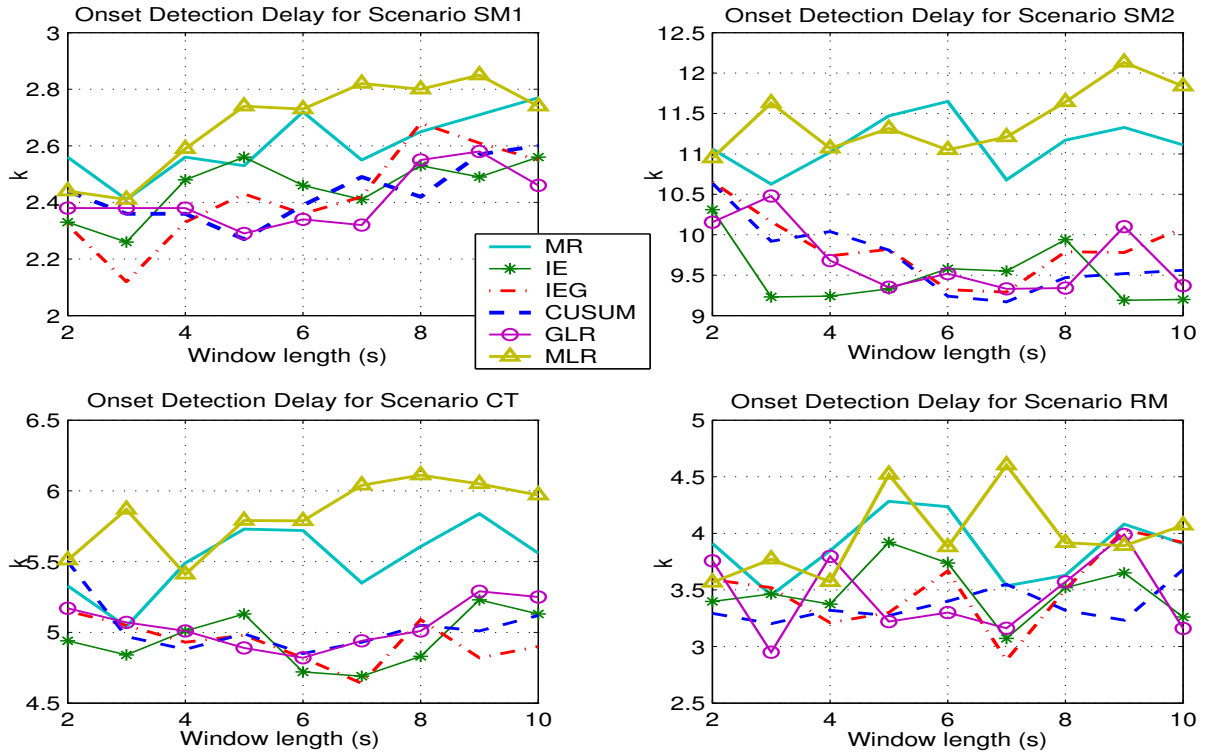 Onset Detection Delay for Scenario SM1
3
2.8
2.6
2.4
2.2
2
k
2
4
6
8
10
Window length (s)
Onset Detection Delay for Scenario SM2
12.5
12
11.5
11
10.5
10
9.5
9
k
2
4
6
8
10
Window length (s)
MR
IE
IEG
CUSUM
GLR
MLR
Onset Detection Delay for Scenario CT
6.5
6
5.5
5
4.5
k
2
4
6
8
10
Window length (s)
Onset Detection Delay for Scenario RM
5
4.5
4
3.5
3
2.5
k
2
4
6
8
10
Window length (s)